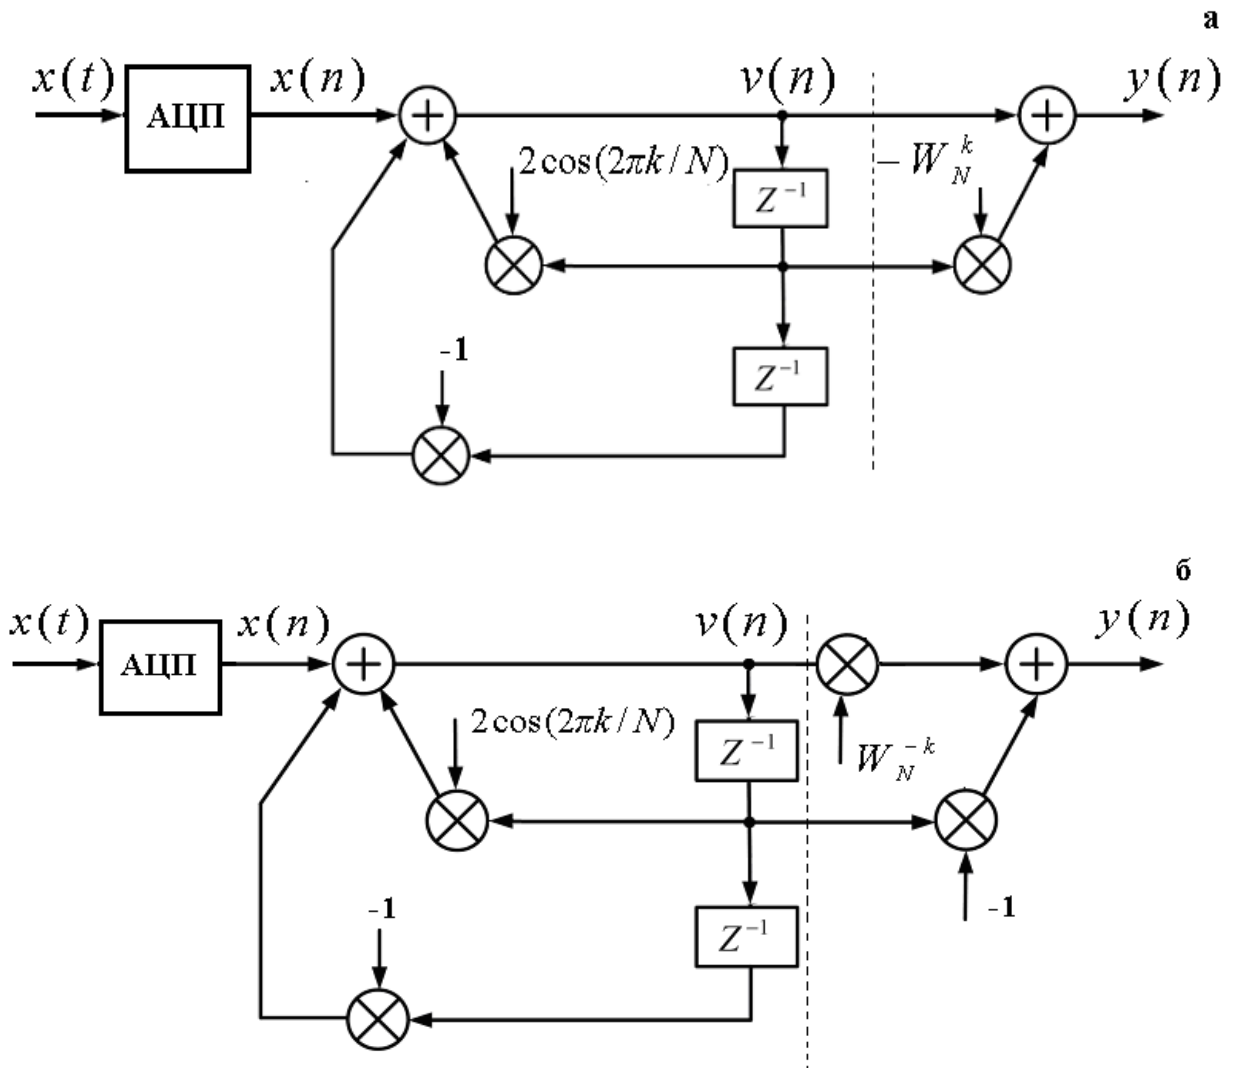 а
x(t) АЦП x(n) + v(n) + y(n)
2cos(2πk/N) Z⁻¹ − W_N^k
-1 Z⁻¹
б
x(t) АЦП x(n) + v(n) + y(n)
2cos(2πk/N) Z⁻¹ W_N^{-k}
-1 Z⁻¹ -1